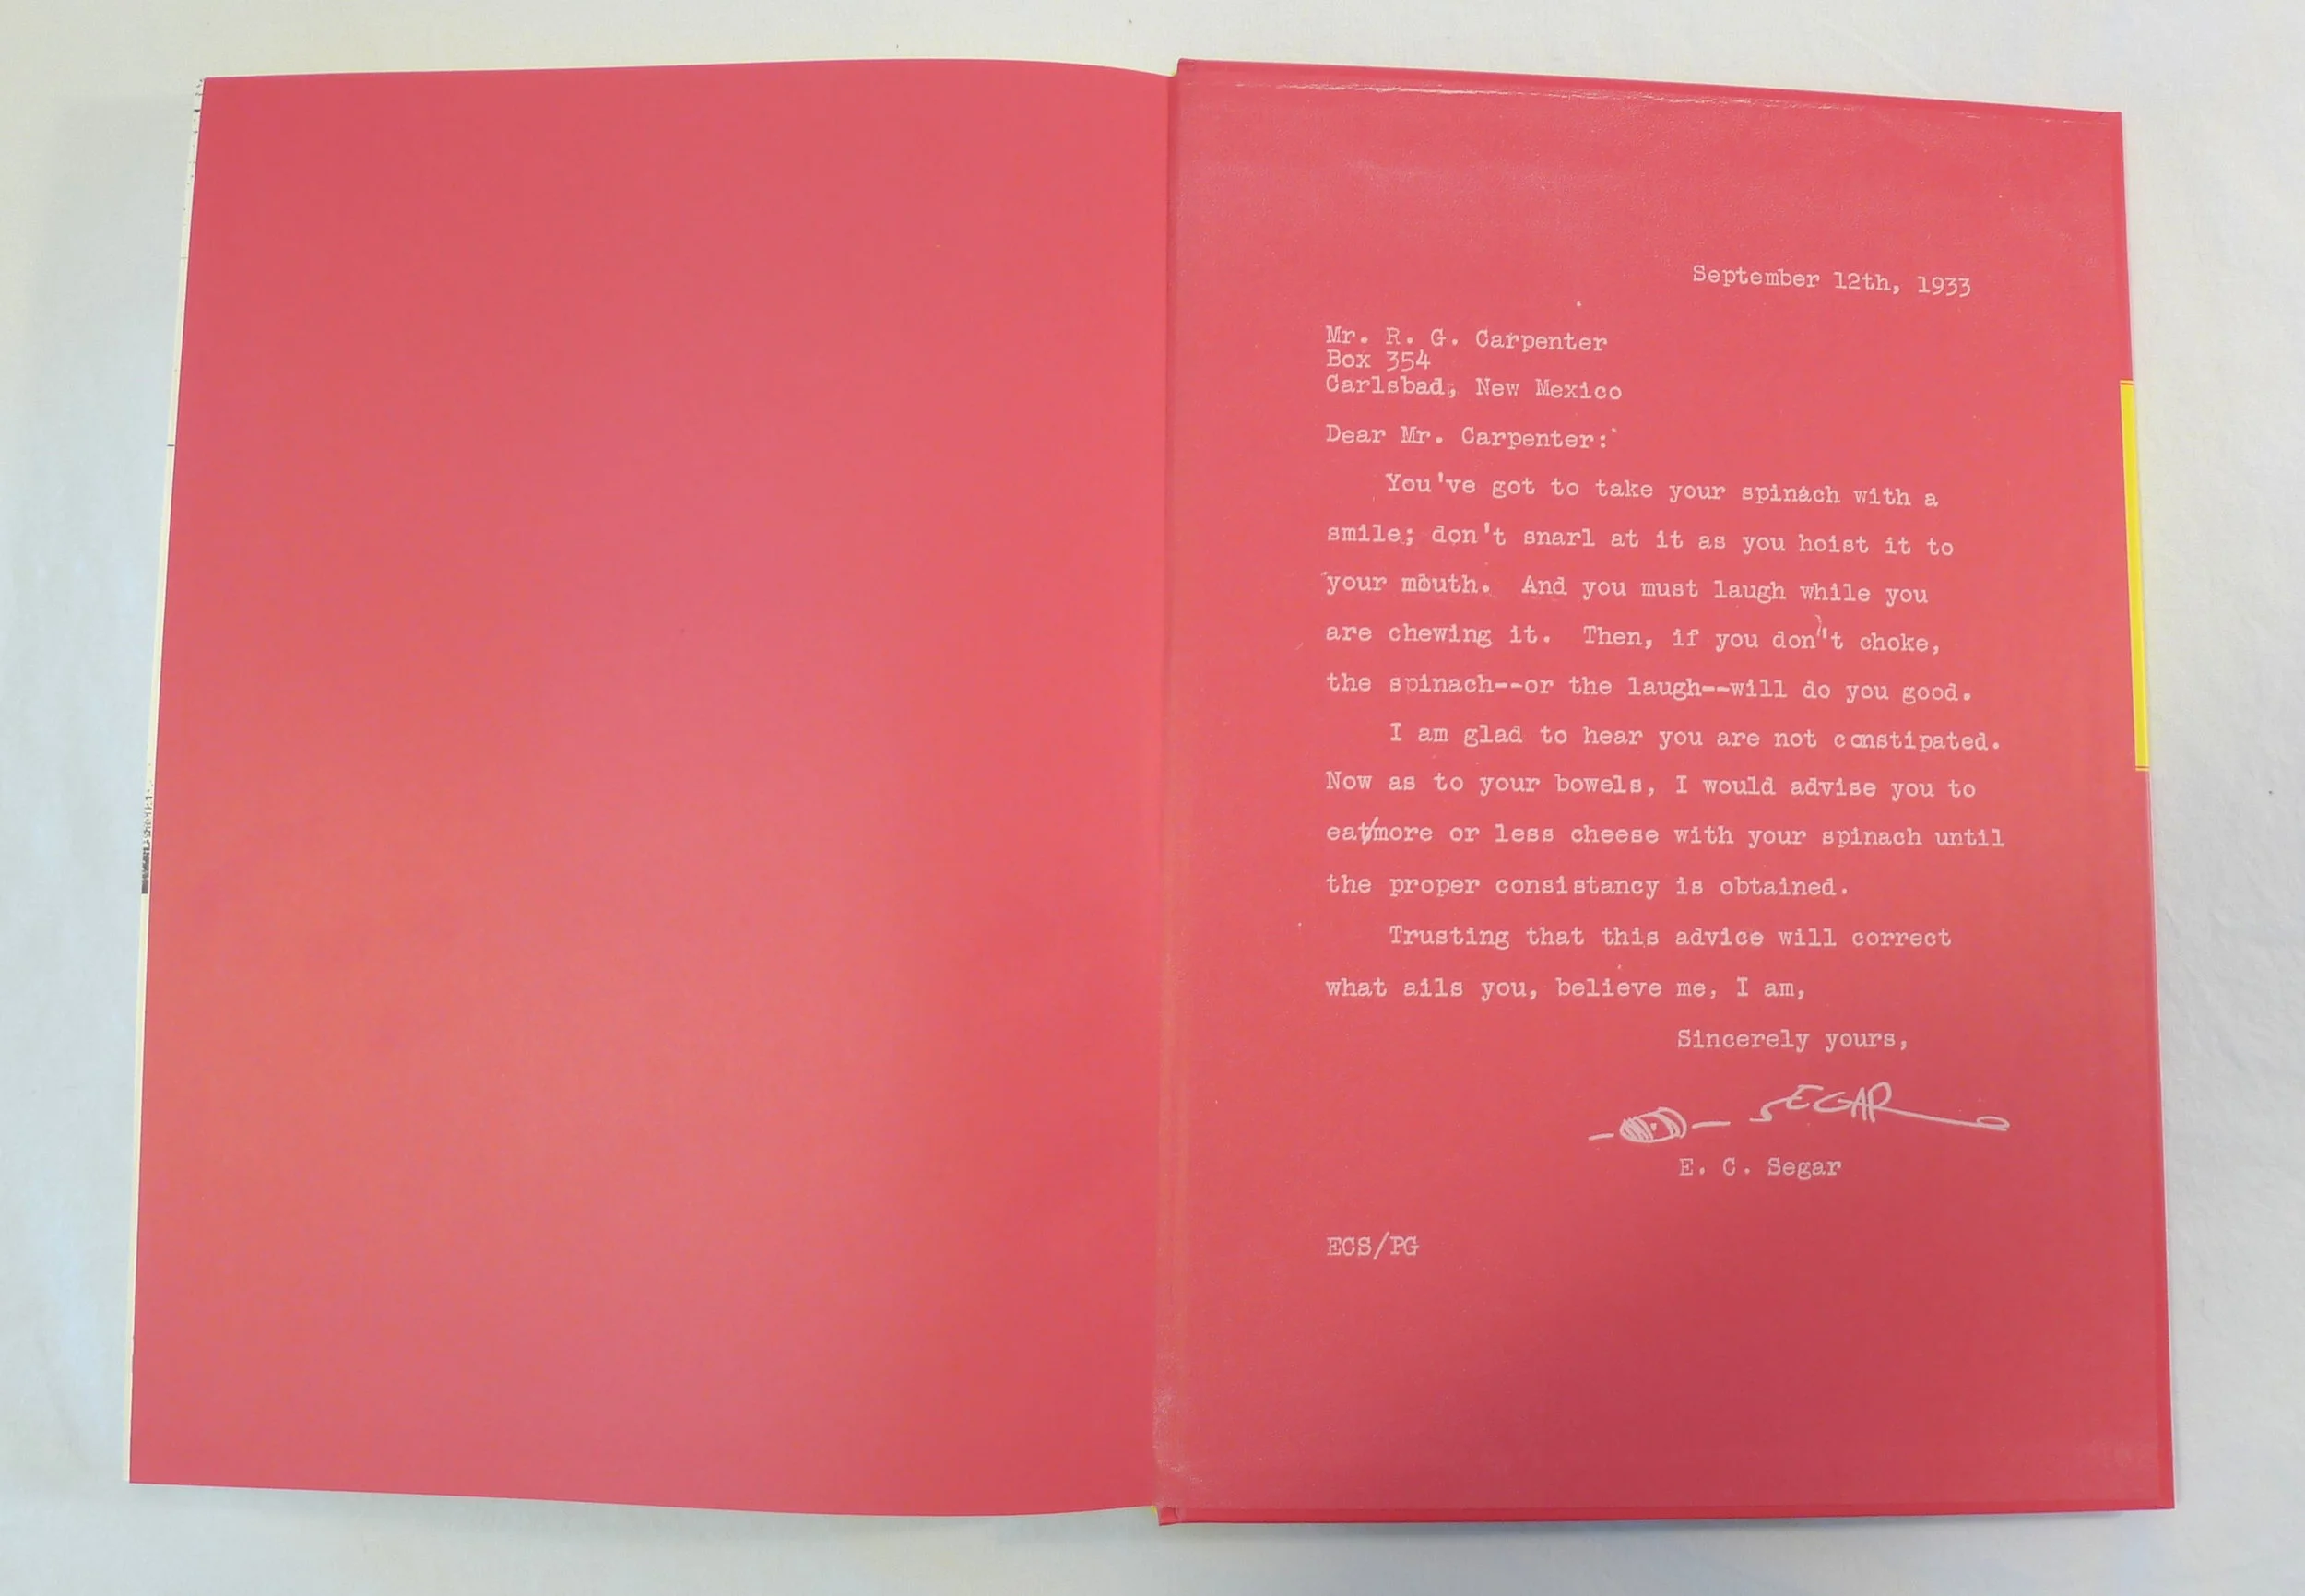 September 12th, 1933
Mr. R. G. Carpenter
Box 354
Carlsbad, New Mexico
Dear Mr. Carpenter:
You've got to take your spinach with a
smile; don't snarl at it as you hoist it to
your mouth. And you must laugh while you
are chewing it. Then, if you don't choke,
the spinach--or the laugh--will do you good.
I am glad to hear you are not constipated.
Now as to your bowels, I would advise you to
eat/more or less cheese with your spinach until
the proper consistancy is obtained.
Trusting that this advice will correct
what ails you, believe me, I am,
Sincerely yours,
SEGAR
E. C. Segar
ECS/PG